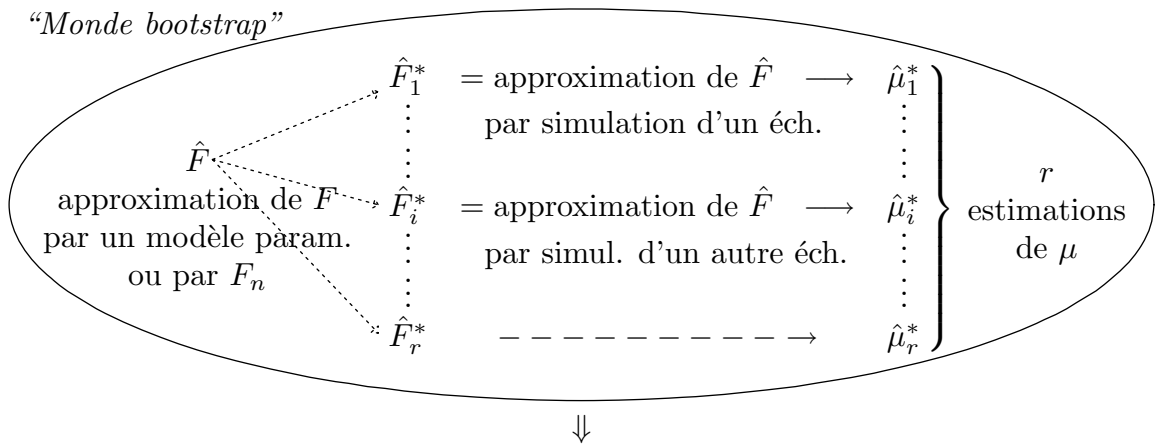 “Monde bootstrap”
F̂*₁ = approximation de F̂ ⟶ μ̂*₁
par simulation d'un éch.
F̂
approximation de F
par un modèle param.
ou par Fₙ
F̂*ᵢ = approximation de F̂ ⟶ μ̂*ᵢ
par simul. d'un autre éch.
F̂*ᵣ − − − − − − − − − → μ̂*ᵣ
r
estimations
de μ
⇓